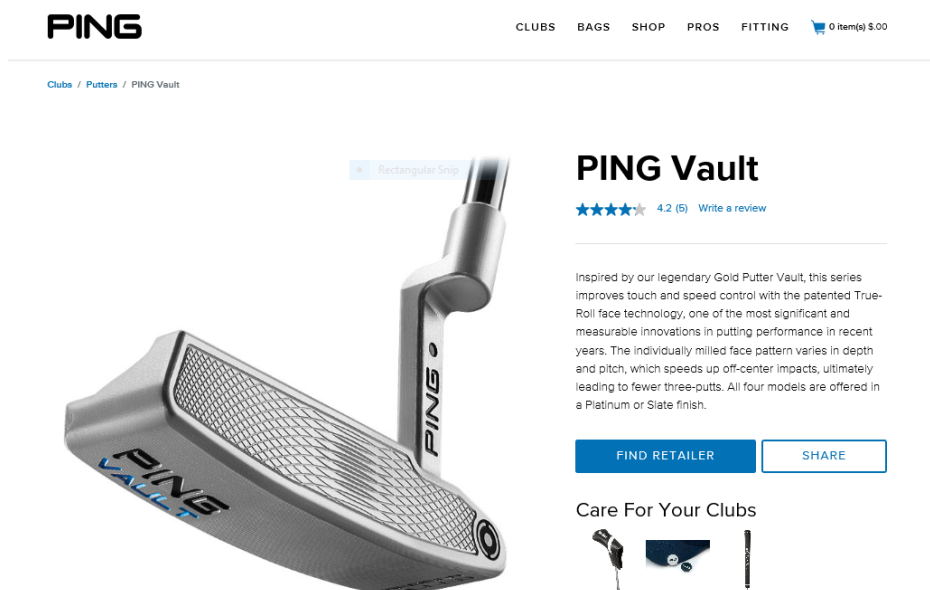 PING
CLUBS BAGS SHOP PROS FITTING 0 item(s) $.00
Clubs / Putters / PING Vault
Rectangular Snip
PING Vault
4.2 (5) Write a review
Inspired by our legendary Gold Putter Vault, this series
improves touch and speed control with the patented True-
Roll face technology, one of the most significant and
measurable innovations in putting performance in recent
years. The individually milled face pattern varies in depth
and pitch, which speeds up off-center impacts, ultimately
leading to fewer three-putts. All four models are offered in
a Platinum or Slate finish.
FIND RETAILER SHARE
Care For Your Clubs
PING
PING
VAULT